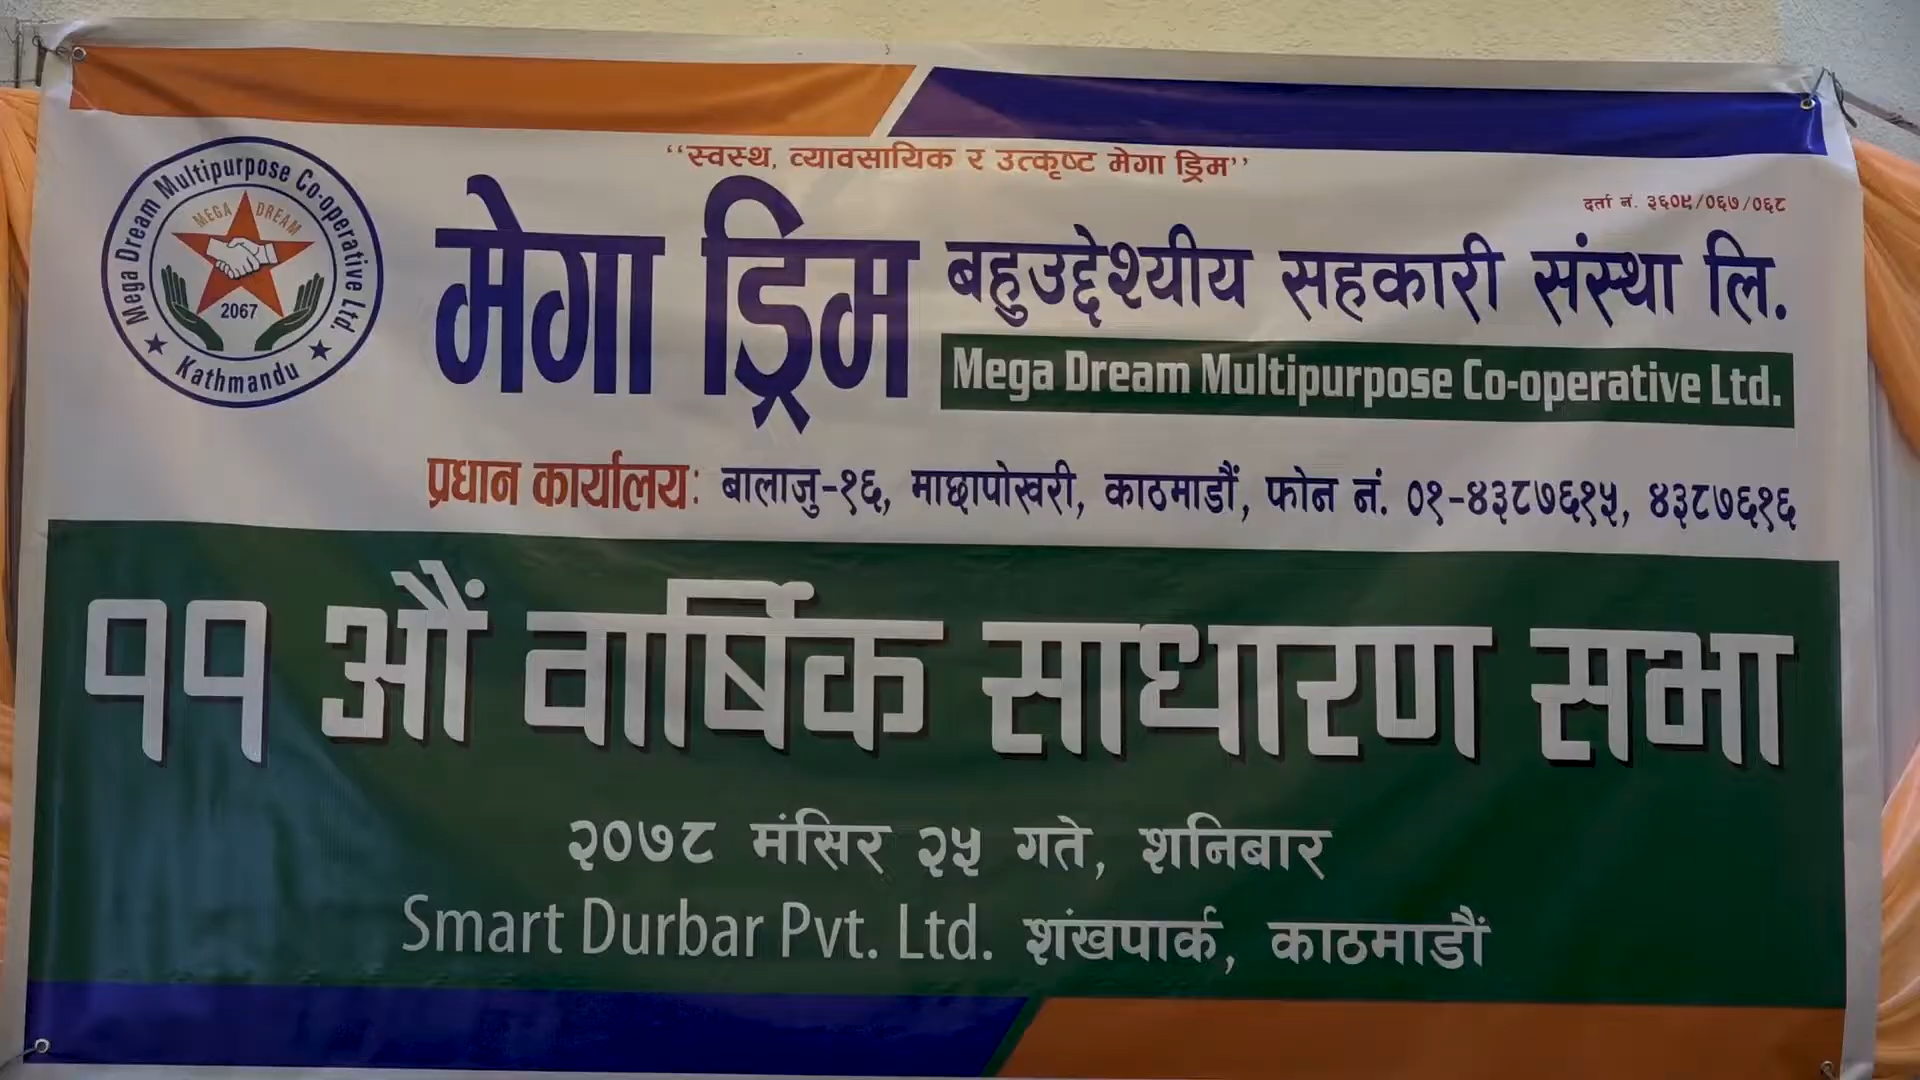 “स्वस्थ, व्यावसायिक र उत्कृष्ट मेगा ड्रिम”
दर्ता नं. ३६०९/०६७/०६८
Mega Dream Multipurpose Co-operative Ltd.
MEGA DREAM
2067
Kathmandu
मेगा ड्रिम बहुउद्देश्यीय सहकारी संस्था लि.
Mega Dream Multipurpose Co-operative Ltd.
प्रधान कार्यालय: बालाजु-१६, माछापोखरी, काठमाडौं, फोन नं. ०१-४३८७६१५, ४३८७६१६
११ औं वार्षिक साधारण सभा
२०७८ मंसिर २५ गते, शनिबार
Smart Durbar Pvt. Ltd. शंखपार्क, काठमाडौं